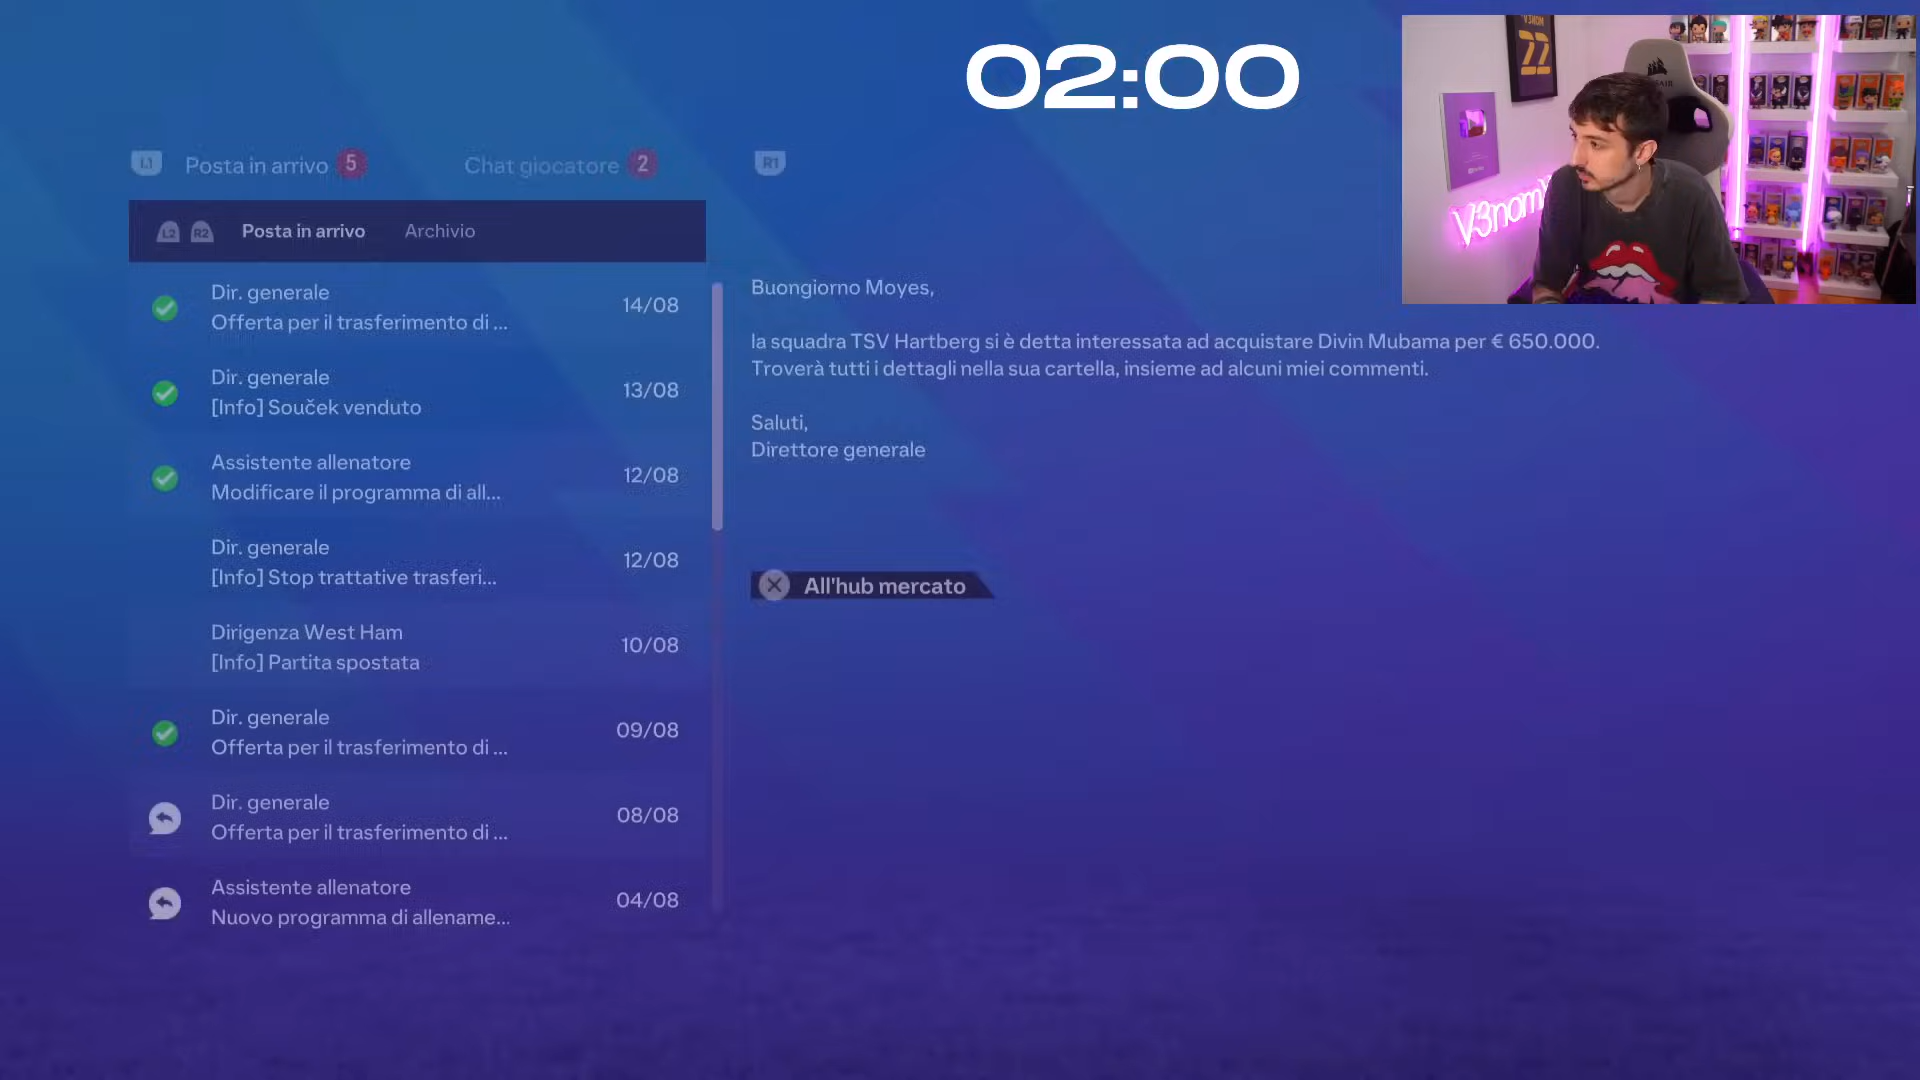 02:00
L1 Posta in arrivo 5 Chat giocatore 2 R1
L2 R2 Posta in arrivo Archivio
Dir. generale
Offerta per il trasferimento di ...
14/08
Dir. generale
[Info] Souček venduto
13/08
Assistente allenatore
Modificare il programma di all...
12/08
Dir. generale
[Info] Stop trattative trasferi...
12/08
Dirigenza West Ham
[Info] Partita spostata
10/08
Dir. generale
Offerta per il trasferimento di ...
09/08
Dir. generale
Offerta per il trasferimento di ...
08/08
Assistente allenatore
Nuovo programma di allename...
04/08
Buongiorno Moyes,
la squadra TSV Hartberg si è detta interessata ad acquistare Divin Mubama per € 650.000.
Troverà tutti i dettagli nella sua cartella, insieme ad alcuni miei commenti.
Saluti,
Direttore generale
All'hub mercato
77
V3nom